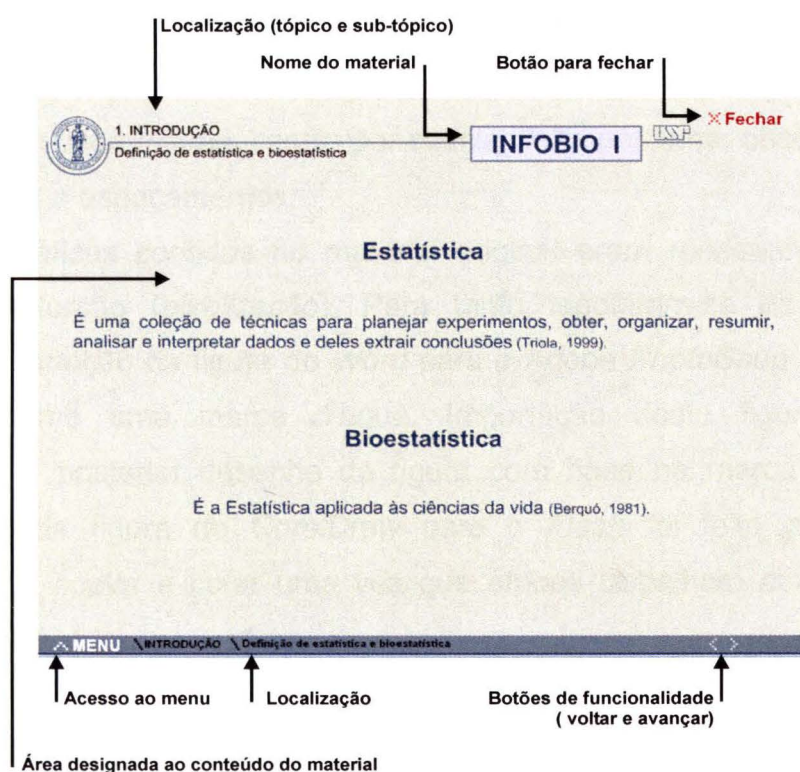 Localização (tópico e sub-tópico)
Nome do material
Botão para fechar
1. INTRODUÇÃO
Definição de estatística e bioestatística
INFOBIO I
USP
×Fechar
Estatística
É uma coleção de técnicas para planejar experimentos, obter, organizar, resumir,
analisar e interpretar dados e deles extrair conclusões (Triola, 1999).
Bioestatística
É a Estatística aplicada às ciências da vida (Berquó, 1981).
MENU \INTRODUÇÃO \Definição de estatística e bioestatística < >
Acesso ao menu
Localização
Botões de funcionalidade
( voltar e avançar)
Área designada ao conteúdo do material